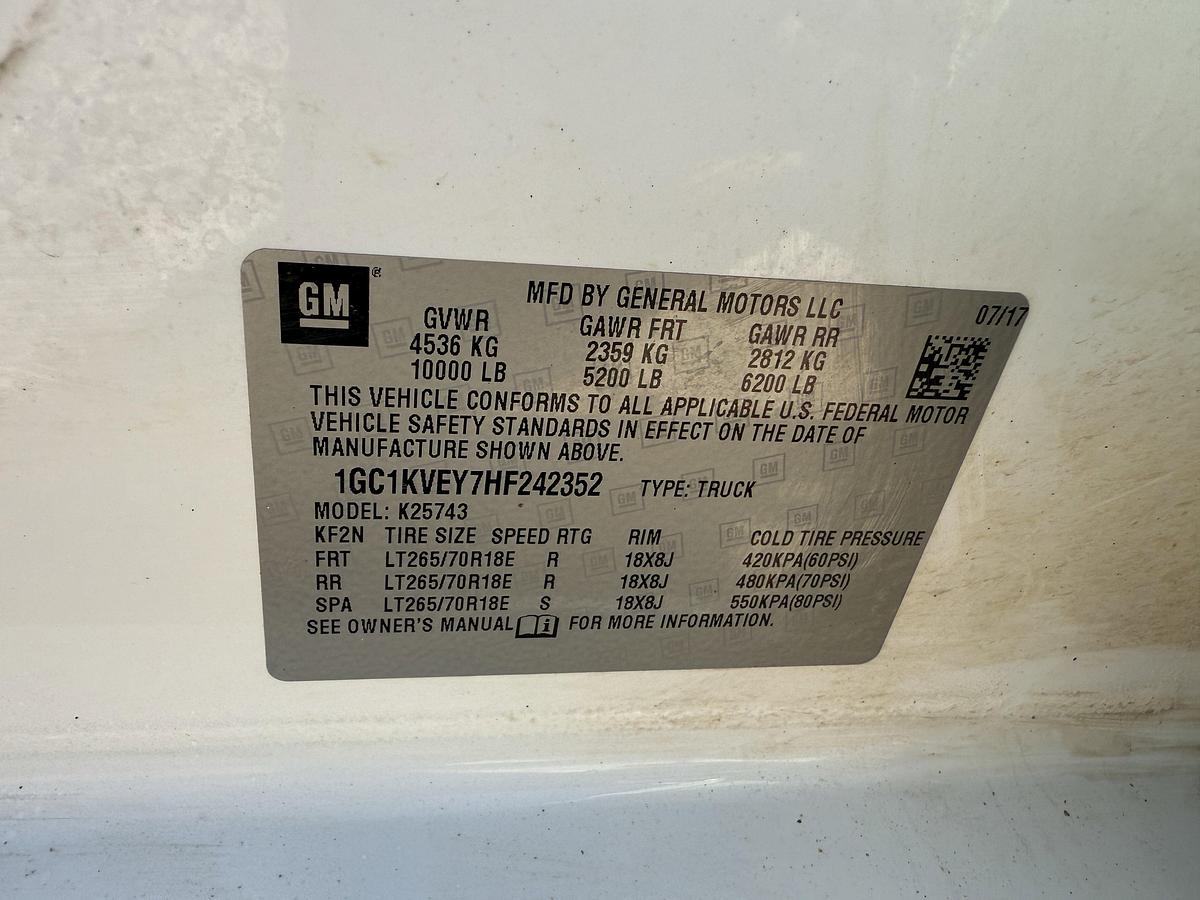 GM
MFD BY GENERAL MOTORS LLC
07/17
GVWR GAWR FRT GAWR RR
4536 KG 2359 KG 2812 KG
10000 LB 5200 LB 6200 LB
THIS VEHICLE CONFORMS TO ALL APPLICABLE U.S. FEDERAL MOTOR
VEHICLE SAFETY STANDARDS IN EFFECT ON THE DATE OF
MANUFACTURE SHOWN ABOVE.
1GC1KVEY7HF242352 TYPE: TRUCK
MODEL: K25743
KF2N TIRE SIZE SPEED RTG RIM COLD TIRE PRESSURE
FRT LT265/70R18E R 18X8J 420KPA(60PSI)
RR LT265/70R18E R 18X8J 480KPA(70PSI)
SPA LT265/70R18E S 18X8J 550KPA(80PSI)
SEE OWNER'S MANUAL i FOR MORE INFORMATION.